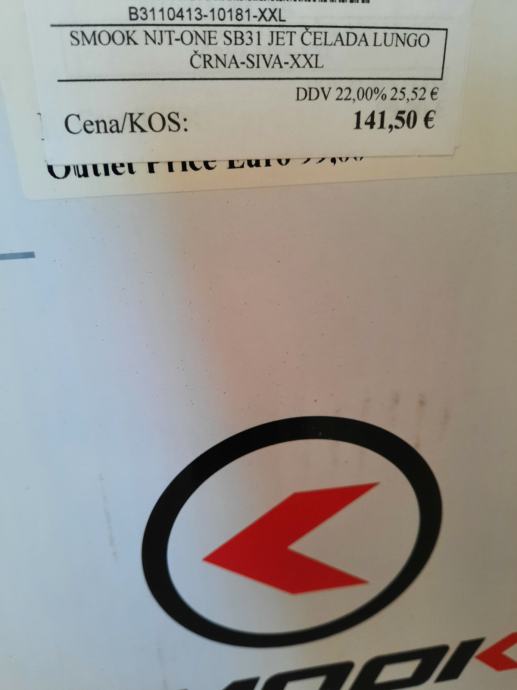 B3110413-10181-XXL
SMOOK NJT-ONE SB31 JET ČELADA LUNGO
ČRNA-SIVA-XXL
DDV 22,00% 25,52 €
Cena/KOS:
141,50 €
Outlet Price Euro